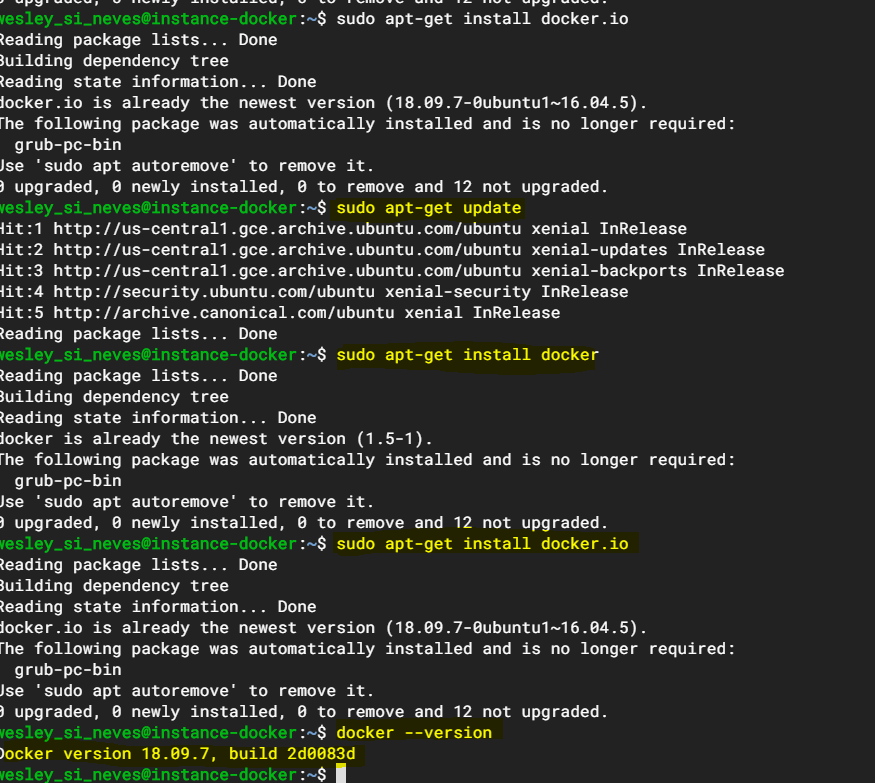 0 upgraded, 0 newly installed, 0 to remove and 12 not upgraded.
wesley_si_neves@instance-docker:~$ sudo apt-get install docker.io
Reading package lists... Done
Building dependency tree
Reading state information... Done
docker.io is already the newest version (18.09.7-0ubuntu1~16.04.5).
The following package was automatically installed and is no longer required:
  grub-pc-bin
Use 'sudo apt autoremove' to remove it.
0 upgraded, 0 newly installed, 0 to remove and 12 not upgraded.
wesley_si_neves@instance-docker:~$ sudo apt-get update
Hit:1 http://us-central1.gce.archive.ubuntu.com/ubuntu xenial InRelease
Hit:2 http://us-central1.gce.archive.ubuntu.com/ubuntu xenial-updates InRelease
Hit:3 http://us-central1.gce.archive.ubuntu.com/ubuntu xenial-backports InRelease
Hit:4 http://security.ubuntu.com/ubuntu xenial-security InRelease
Hit:5 http://archive.canonical.com/ubuntu xenial InRelease
Reading package lists... Done
wesley_si_neves@instance-docker:~$ sudo apt-get install docker
Reading package lists... Done
Building dependency tree
Reading state information... Done
docker is already the newest version (1.5-1).
The following package was automatically installed and is no longer required:
  grub-pc-bin
Use 'sudo apt autoremove' to remove it.
0 upgraded, 0 newly installed, 0 to remove and 12 not upgraded.
wesley_si_neves@instance-docker:~$ sudo apt-get install docker.io
Reading package lists... Done
Building dependency tree
Reading state information... Done
docker.io is already the newest version (18.09.7-0ubuntu1~16.04.5).
The following package was automatically installed and is no longer required:
  grub-pc-bin
Use 'sudo apt autoremove' to remove it.
0 upgraded, 0 newly installed, 0 to remove and 12 not upgraded.
wesley_si_neves@instance-docker:~$ docker --version
Docker version 18.09.7, build 2d0083d
wesley_si_neves@instance-docker:~$